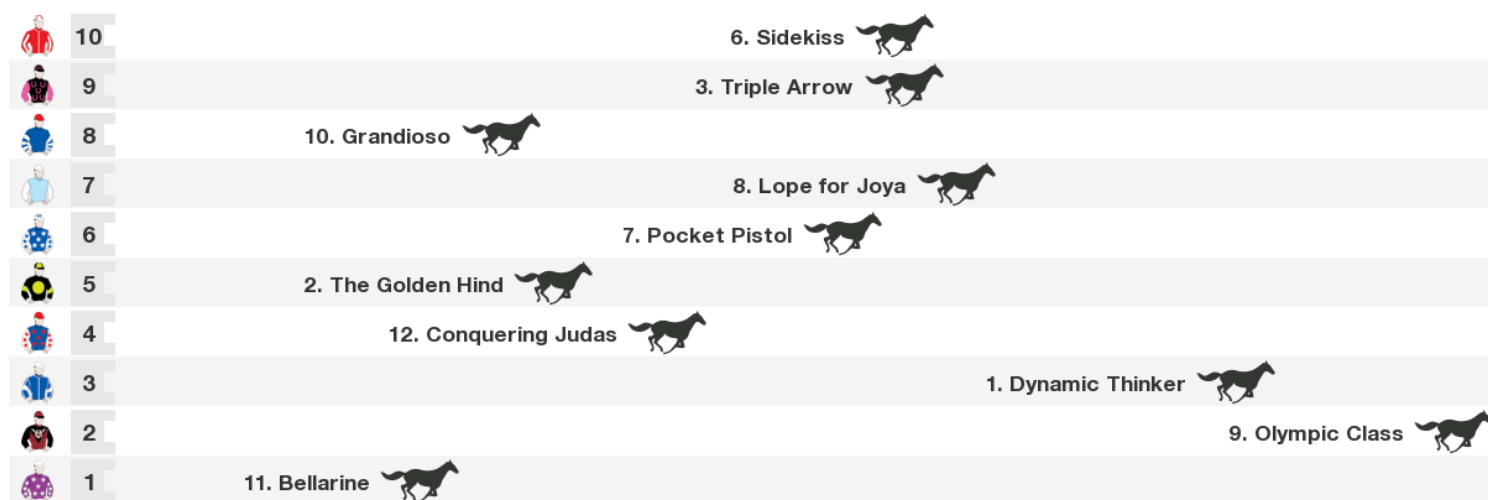 10 6. Sidekiss
9 3. Triple Arrow
8 10. Grandioso
7 8. Lope for Joya
6 7. Pocket Pistol
5 2. The Golden Hind
4 12. Conquering Judas
3 1. Dynamic Thinker
2 9. Olympic Class
1 11. Bellarine